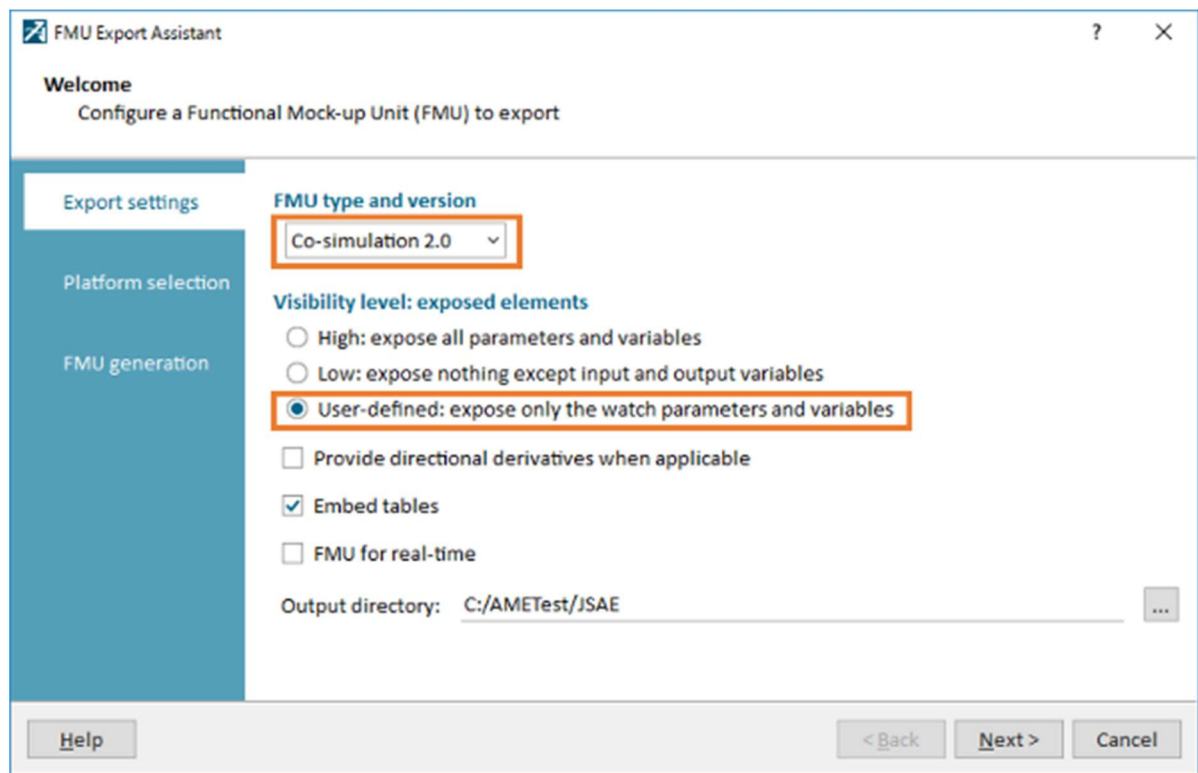 FMU Export Assistant
?
Welcome
Configure a Functional Mock-up Unit (FMU) to export
Export settings
Platform selection
FMU generation
FMU type and version
Co-simulation 2.0
Visibility level: exposed elements
High: expose all parameters and variables
Low: expose nothing except input and output variables
User-defined: expose only the watch parameters and variables
Provide directional derivatives when applicable
Embed tables
FMU for real-time
Output directory: C:/AMETest/JSAE ...
Help < Back Next > Cancel